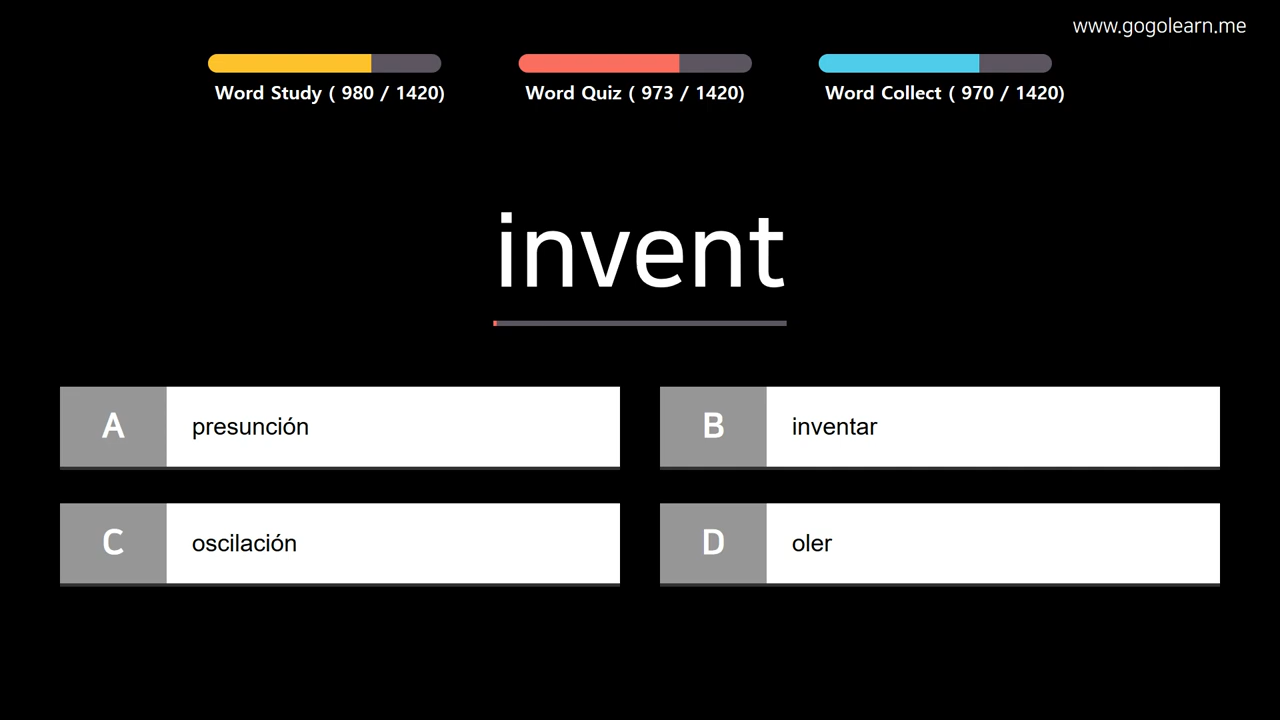 www.gogolearn.me
Word Study ( 980 / 1420)
Word Quiz ( 973 / 1420)
Word Collect ( 970 / 1420)
invent
A presunción
B inventar
C oscilación
D oler